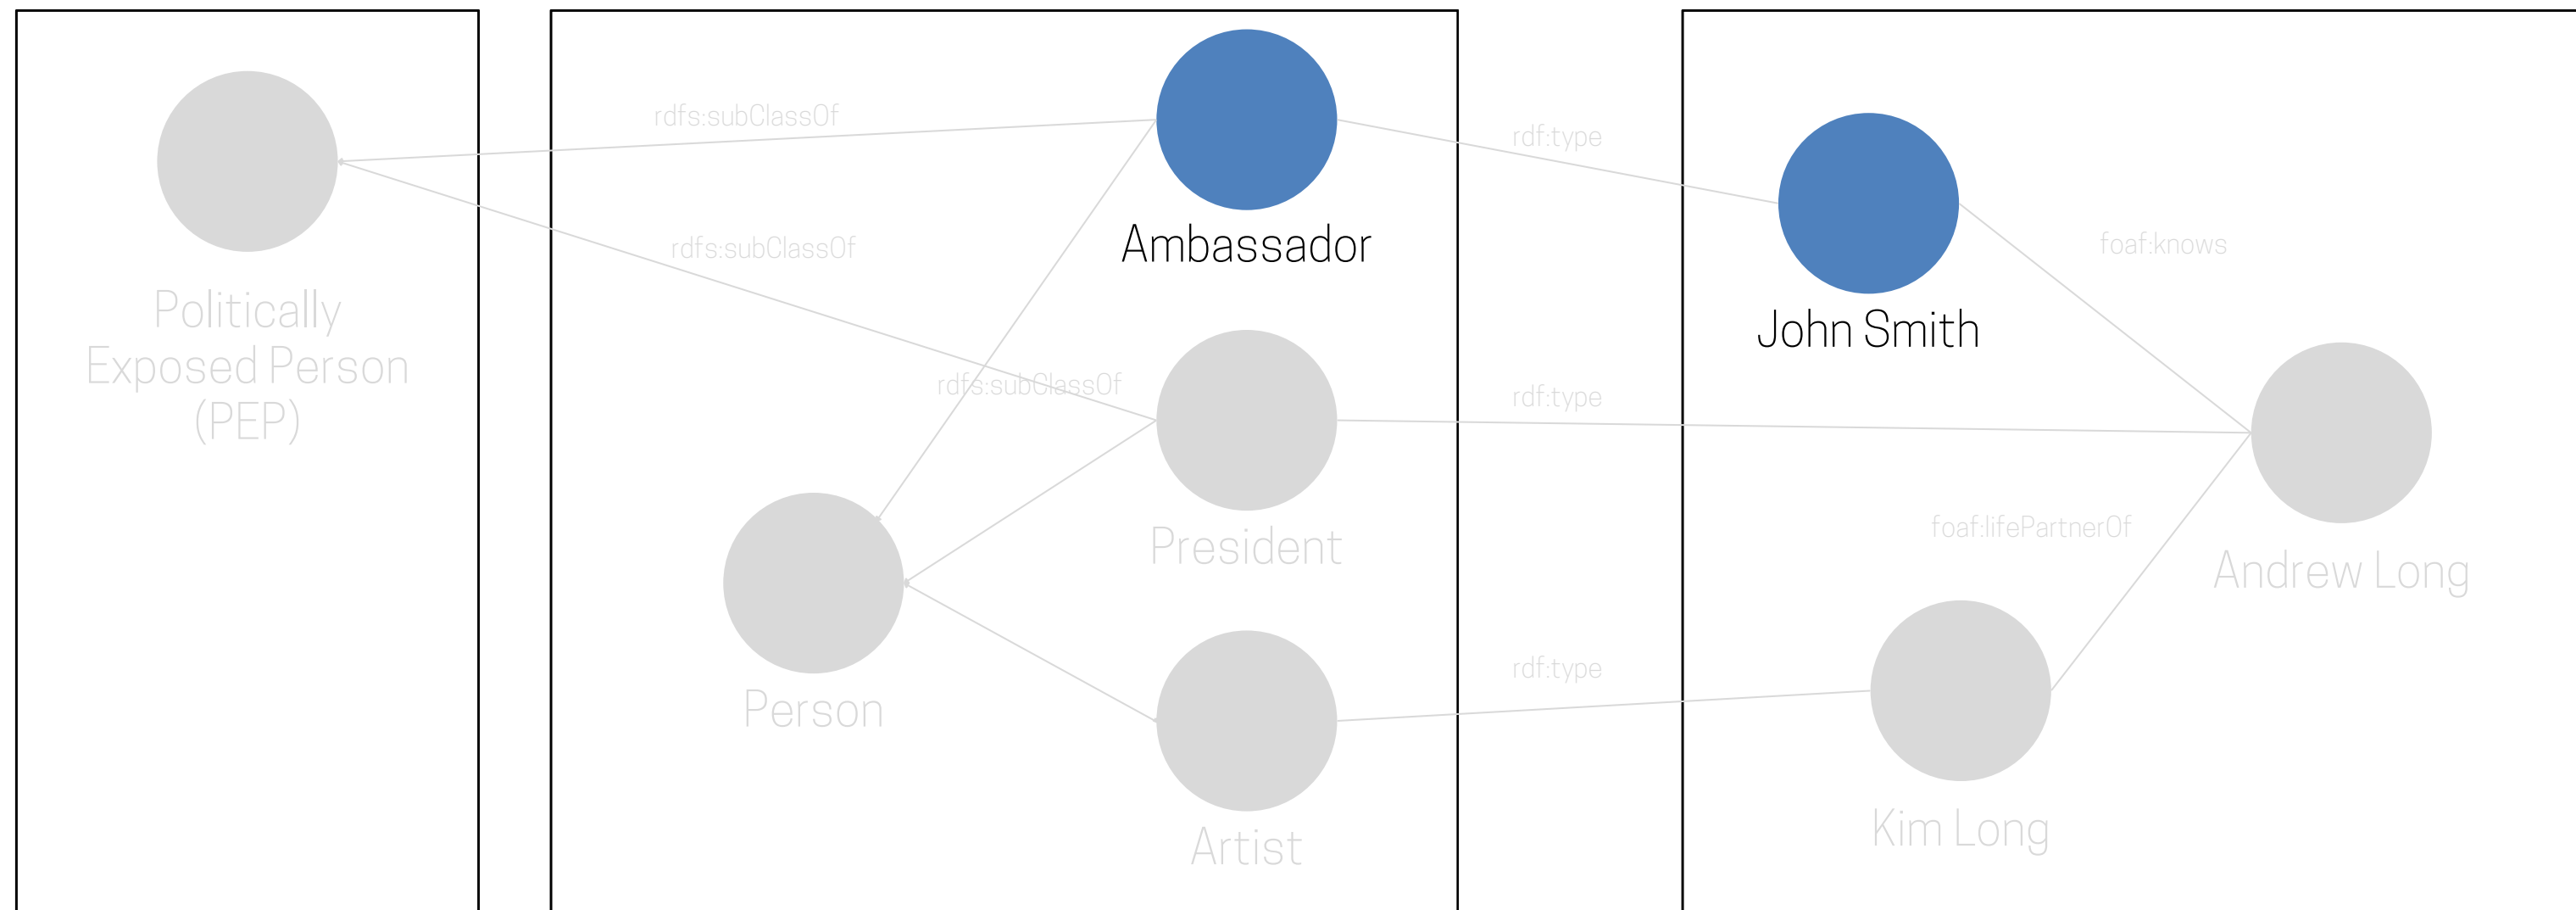 rdfs:subClassOf
rdf:type
Ambassador
foaf:knows
rdfs:subClassOf
Politically
Exposed Person
(PEP)
John Smith
rdfs:subClassOf
rdf:type
President
foaf:lifePartnerOf
Andrew Long
rdf:type
Person
Artist
Kim Long